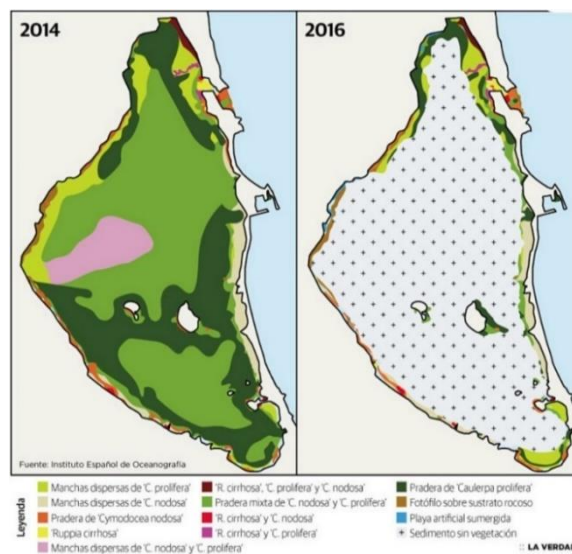 2014
2016
Fuente: Instituto Español de Oceanografía
Leyenda
Manchas dispersas de 'C. prolifera'
Manchas dispersas de 'C. nodosa'
Pradera de 'Cymodocea nodosa'
'Ruppia cirrhosa'
Manchas dispersas de 'C. nodosa' y C. prolifera'
'R. cirrhosa', 'C. prolifera' y C. nodosa'
Pradera mixta de C. nodosa' y C. prolifera'
'R. cirrhosa' y C. nodosa'
'R. cirrhosa' y C. prolifera'
Pradera de 'Caulerpa prolifera'
Fotófilo sobre sustrato rocoso
Playa artificial sumergida
Sedimento sin vegetación
:: LA VERDAD